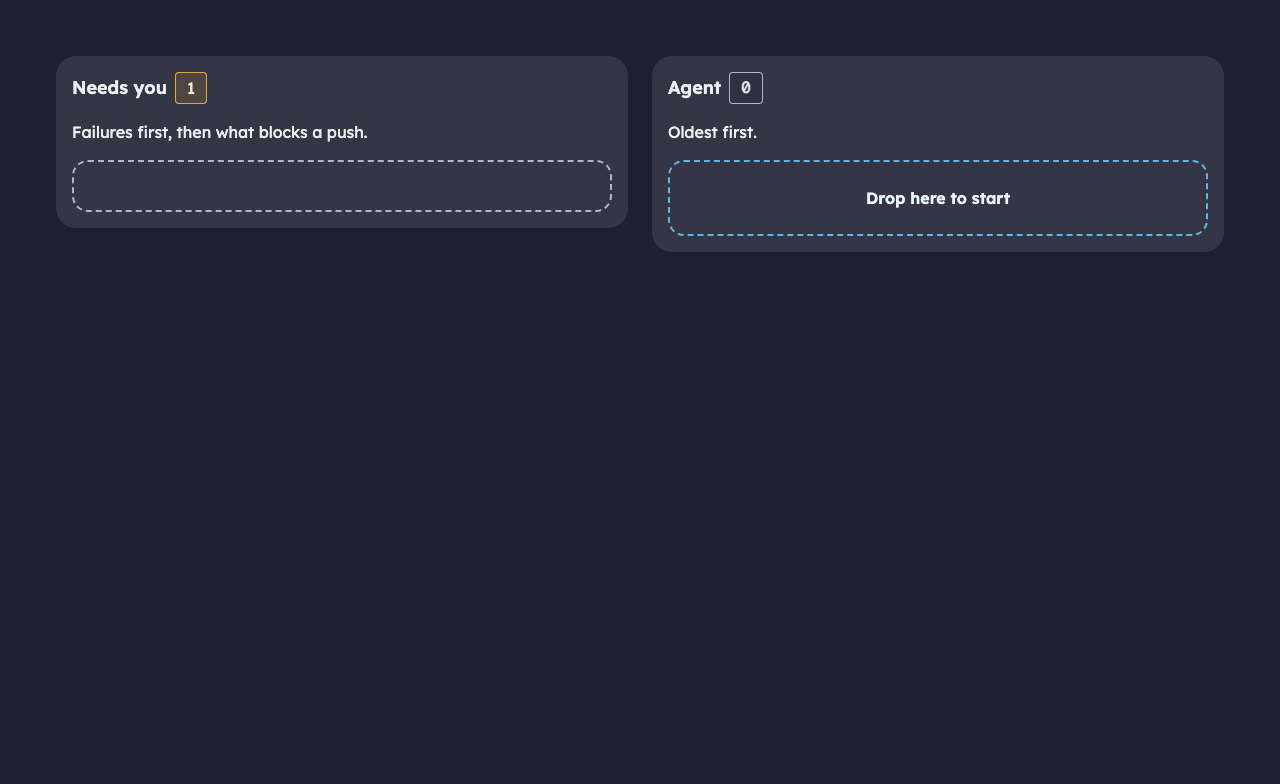 Needs you 1
Failures first, then what blocks a push.
Agent 0
Oldest first.
Drop here to start